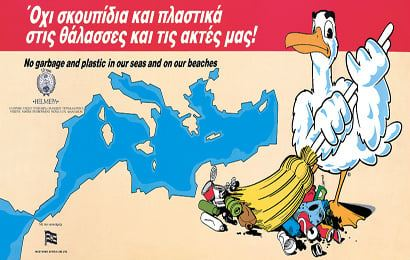 Όχι σκουπίδια και πλαστικά
στις θάλασσες και τις ακτές μας!
No garbage and plastic in our seas and on our beaches
·HELMEPA·